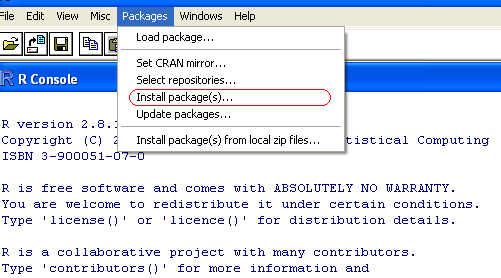 File Edit View Misc Packages Windows Help
Load package...
Set CRAN mirror...
Select repositories...
Install package(s)...
Update packages...
Install package(s) from local zip files...
R R Console
R version 2.8.
Copyright (C) 2 tistical Computing
ISBN 3-900051-07-0
R is free software and comes with ABSOLUTELY NO WARRANTY.
You are welcome to redistribute it under certain conditions.
Type 'license()' or 'licence()' for distribution details.
R is a collaborative project with many contributors.
Type 'contributors()' for more information and